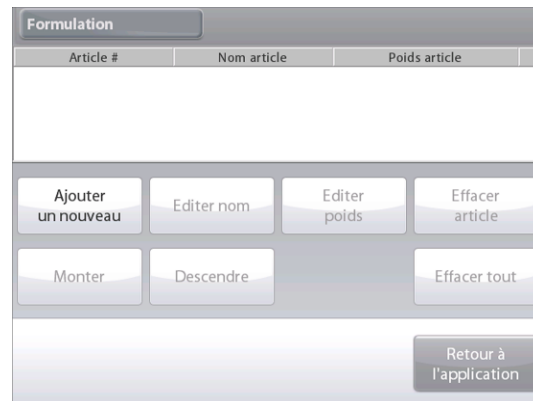 Formulation
Article # Nom article Poids article
Ajouter
un nouveau
Editer nom
Editer
poids
Effacer
article
Monter
Descendre
Effacer tout
Retour à
l'application